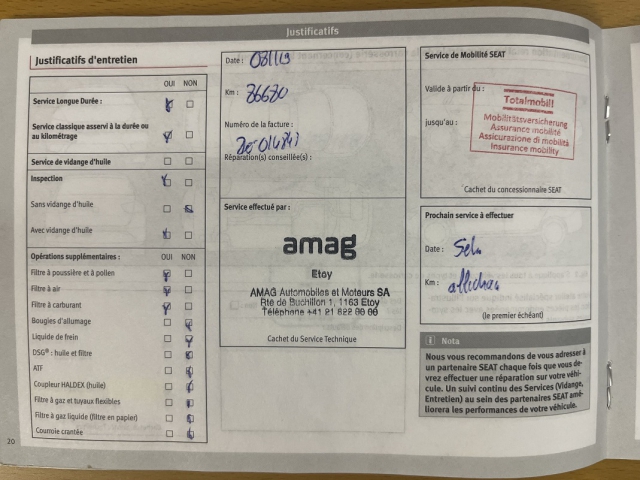 Justificatifs
Justificatifs d'entretien
OUI NON
Service Longue Durée :
Service classique asservi à la durée ou
au kilométrage
Service de vidange d'huile
Inspection
Sans vidange d'huile
Avec vidange d'huile
Opérations supplémentaires : OUI NON
Filtre à poussière et à pollen
Filtre à air
Filtre à carburant
Bougies d'allumage
Liquide de frein
DSG® : huile et filtre
ATF
Coupleur HALDEX (huile)
Filtre à gaz et tuyaux flexibles
Filtre à gaz liquide (filtre en papier)
Courroie crantée
20
Date :
Km :
Numéro de la facture :
Réparation(s) conseillée(s) :
Service effectué par :
amag
Etoy
AMAG Automobiles et Moteurs SA
Rte de Buchillon 1, 1163 Etoy
Téléphone +41 21 822 00 00
Cachet du Service Technique
Service de Mobilité SEAT
Valide à partir du :
jusqu'au :
Totalmobil!
Mobilitätsversicherung
Assurance mobilité
Assicurazione di mobilità
Insurance mobility
Cachet du concessionnaire SEAT
Prochain service à effectuer
Date : Selon
Km :
(le premier échéant)
Nota
Nous vous recommandons de vous adresser à
un partenaire SEAT chaque fois que vous de-
vrez effectuer une réparation sur votre véhi-
cule. Un suivi continu des Services (Vidange,
Entretien) au sein des partenaires SEAT amé-
liorera les performances de votre véhicule.